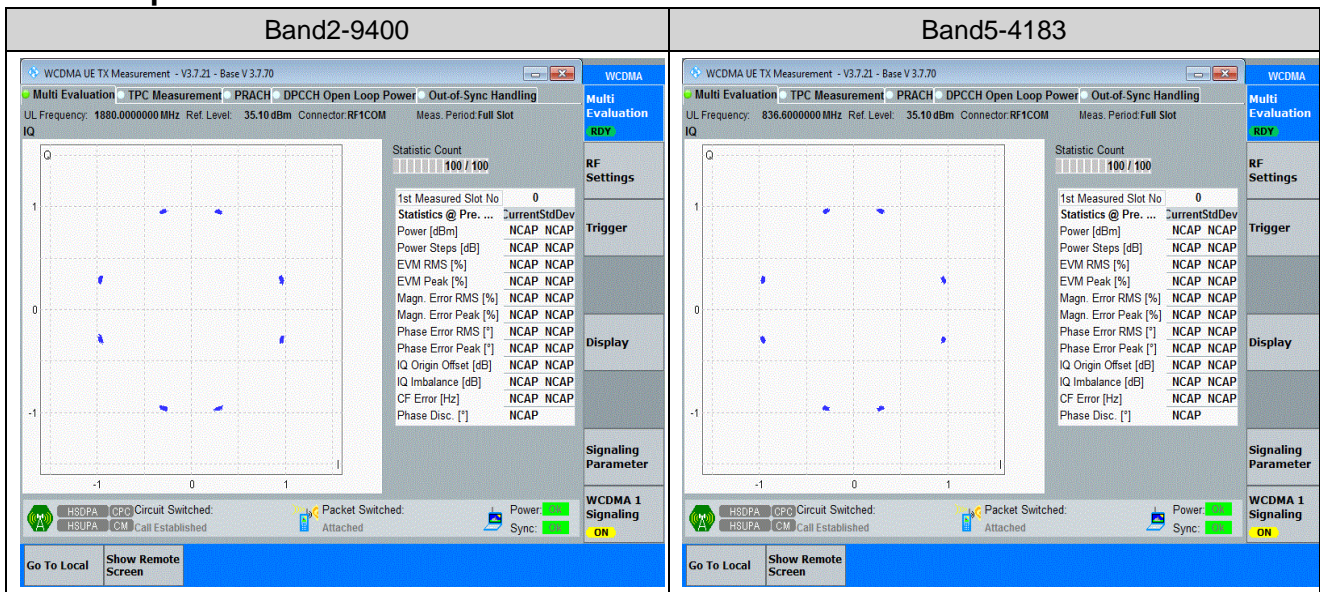 Band2-9400
WCDMA UE TX Measurement - V3.7.21 - Base V 3.7.70
WCDMA
Multi Evaluation TPC Measurement PRACH DPCCH Open Loop Power Out-of-Sync Handling
Multi
Evaluation
RDY
UL Frequency: 1880.0000000 MHz Ref. Level: 35.10 dBm Connector:RF1COM Meas. Period:Full Slot
IQ
Q
1
0
-1
-1 0 1
I
Statistic Count
100 / 100
1st Measured Slot No 0
Statistics @ Pre. ... CurrentStdDev
Power [dBm] NCAP NCAP
Power Steps [dB] NCAP NCAP
EVM RMS [%] NCAP NCAP
EVM Peak [%] NCAP NCAP
Magn. Error RMS [%] NCAP NCAP
Magn. Error Peak [%] NCAP NCAP
Phase Error RMS [°] NCAP NCAP
Phase Error Peak [°] NCAP NCAP
IQ Origin Offset [dB] NCAP NCAP
IQ Imbalance [dB] NCAP NCAP
CF Error [Hz] NCAP NCAP
Phase Disc. [°] NCAP
RF
Settings
Trigger
Display
Signaling
Parameter
WCDMA 1
Signaling
ON
HSDPA CPC Circuit Switched: Packet Switched: Power: OK
HSUPA CM Call Established Attached Sync: OK
Go To Local
Show Remote
Screen
Band5-4183
WCDMA UE TX Measurement - V3.7.21 - Base V 3.7.70
WCDMA
Multi Evaluation TPC Measurement PRACH DPCCH Open Loop Power Out-of-Sync Handling
Multi
Evaluation
RDY
UL Frequency: 836.6000000 MHz Ref. Level: 35.10 dBm Connector:RF1COM Meas. Period:Full Slot
IQ
Q
1
0
-1
-1 0 1
I
Statistic Count
100 / 100
1st Measured Slot No 0
Statistics @ Pre. ... CurrentStdDev
Power [dBm] NCAP NCAP
Power Steps [dB] NCAP NCAP
EVM RMS [%] NCAP NCAP
EVM Peak [%] NCAP NCAP
Magn. Error RMS [%] NCAP NCAP
Magn. Error Peak [%] NCAP NCAP
Phase Error RMS [°] NCAP NCAP
Phase Error Peak [°] NCAP NCAP
IQ Origin Offset [dB] NCAP NCAP
IQ Imbalance [dB] NCAP NCAP
CF Error [Hz] NCAP NCAP
Phase Disc. [°] NCAP
RF
Settings
Trigger
Display
Signaling
Parameter
WCDMA 1
Signaling
ON
HSDPA CPC Circuit Switched: Packet Switched: Power: OK
HSUPA CM Call Established Attached Sync: OK
Go To Local
Show Remote
Screen